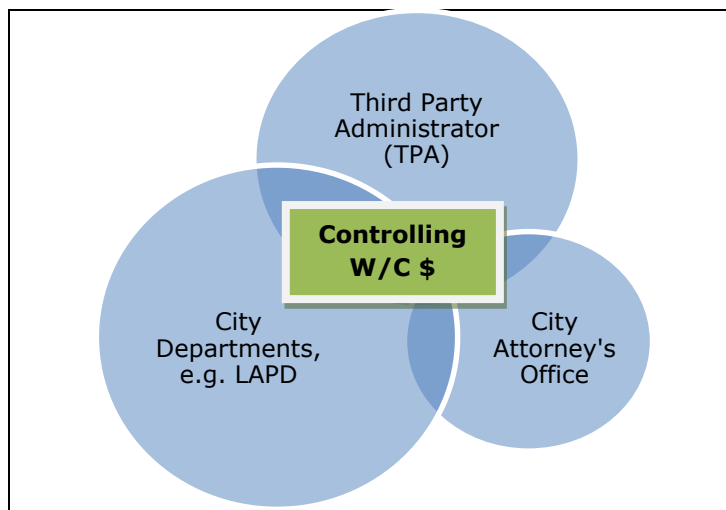 Third Party
Administrator
(TPA)
Controlling
W/C $
City
Departments,
e.g. LAPD
City
Attorney's
Office